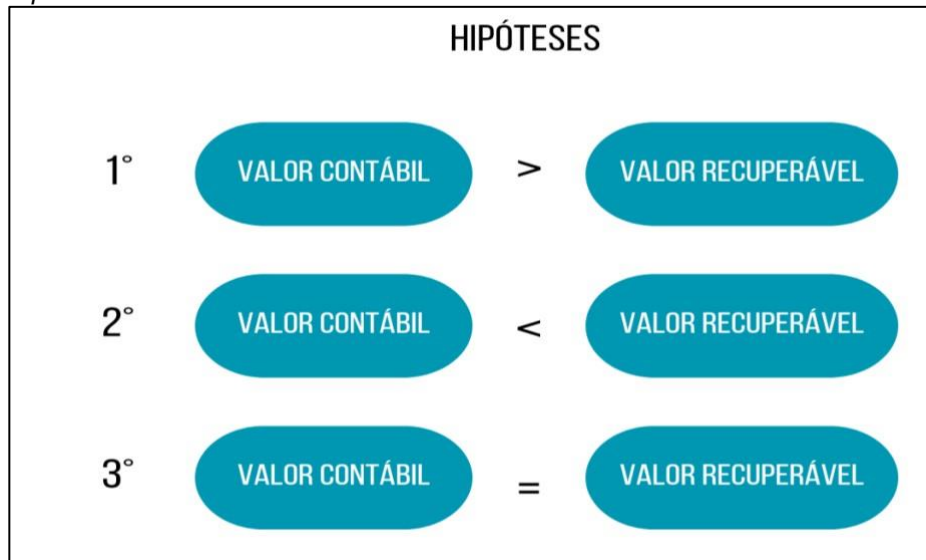 HIPÓTESES
1° VALOR CONTÁBIL > VALOR RECUPERÁVEL
2° VALOR CONTÁBIL < VALOR RECUPERÁVEL
3° VALOR CONTÁBIL = VALOR RECUPERÁVEL